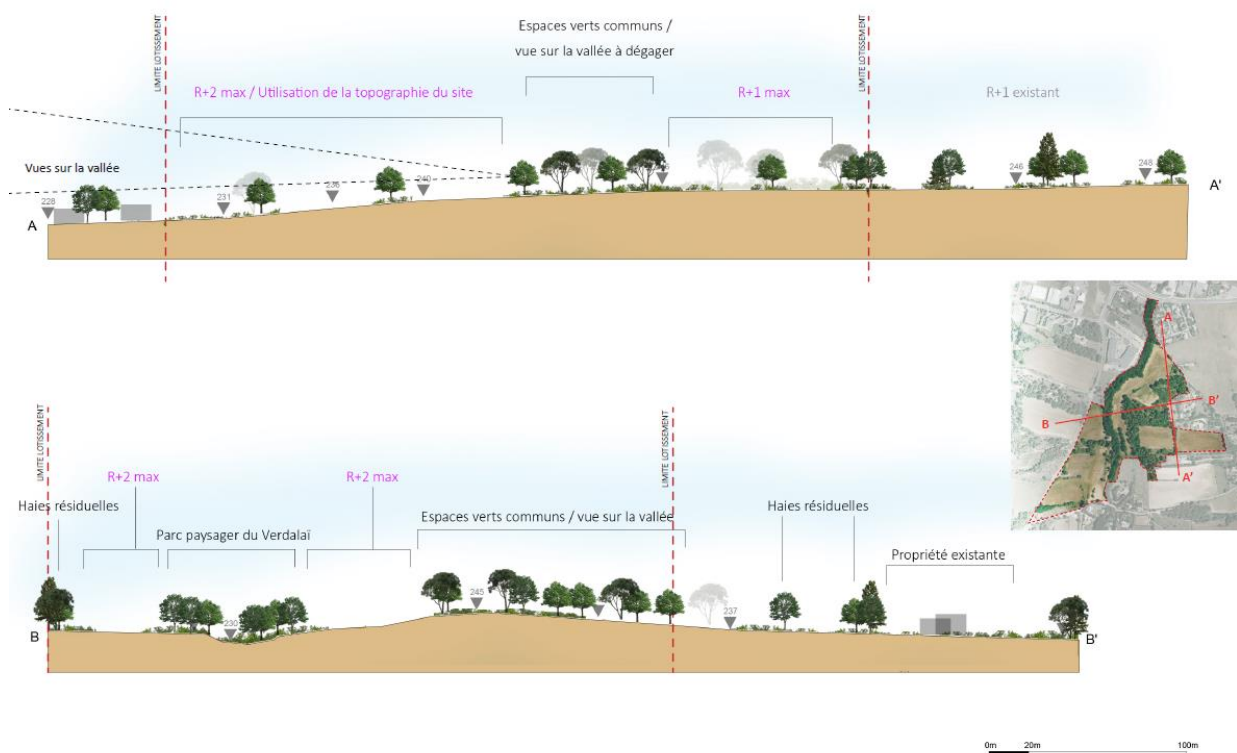 LIMITE LOTISSEMENT
Espaces verts communs /
vue sur la vallée à dégager
LIMITE LOTISSEMENT
R+2 max / Utilisation de la topographie du site
R+1 max
R+1 existant
Vues sur la vallée
228
231
240
246
248
A
A'
A
B'
B
A'
LIMITE LOTISSEMENT
LIMITE LOTISSEMENT
R+2 max
R+2 max
Haies résiduelles
Parc paysager du Verdalaï
Espaces verts communs / vue sur la vallée
Haies résiduelles
Propriété existante
230
245
237
B
B'
0m 20m 100m